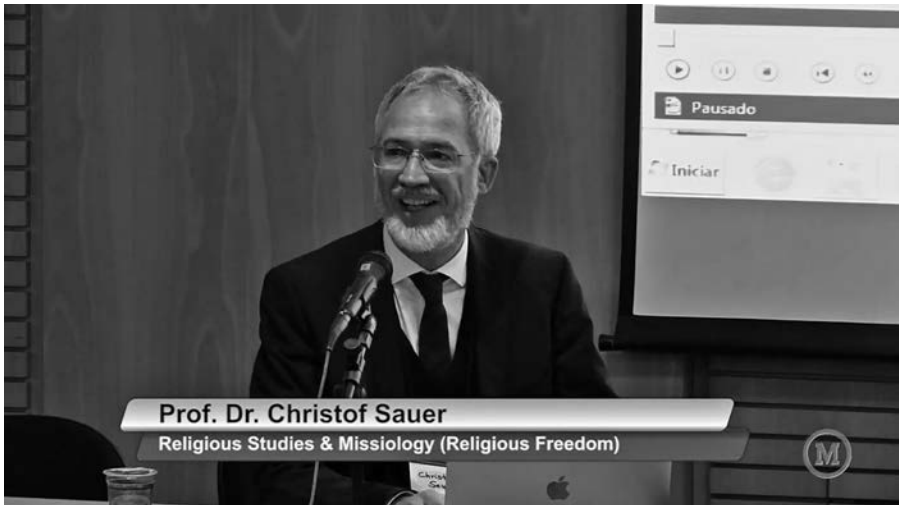 Pausado
Iniciar
Prof. Dr. Christof Sauer
Religious Studies & Missiology (Religious Freedom)
M